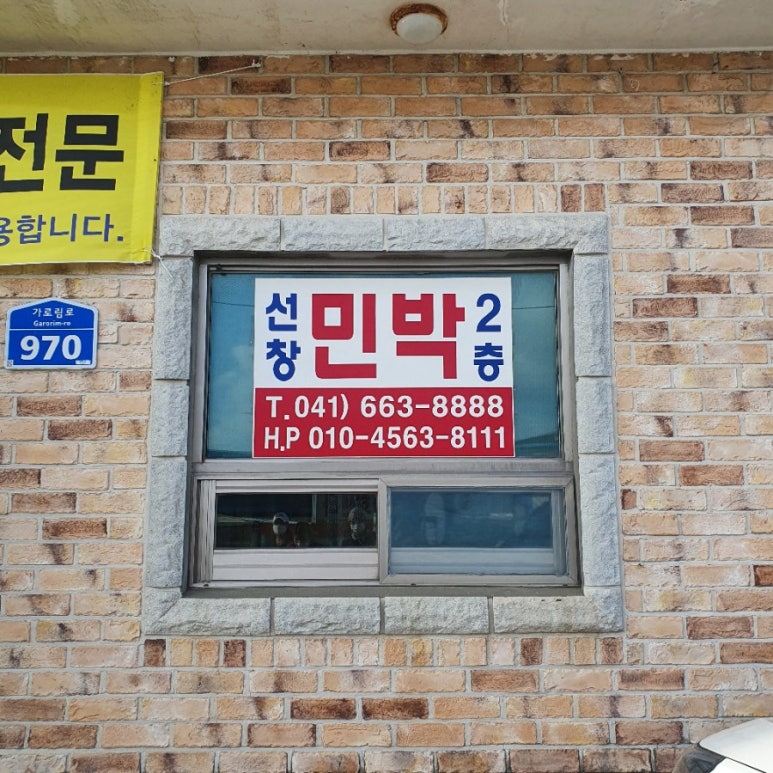 전문
용합니다.
가로림로
Garorim-ro
970
선창 민박 2층
T.041) 663-8888
H.P 010-4563-8111